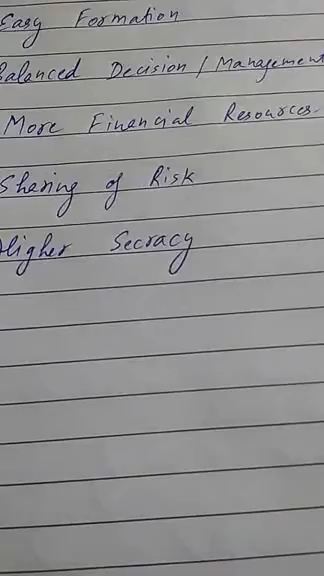 Easy Formation
Balanced Decision / Management
More Financial Resources.
Sharing of Risk
Higher Secracy